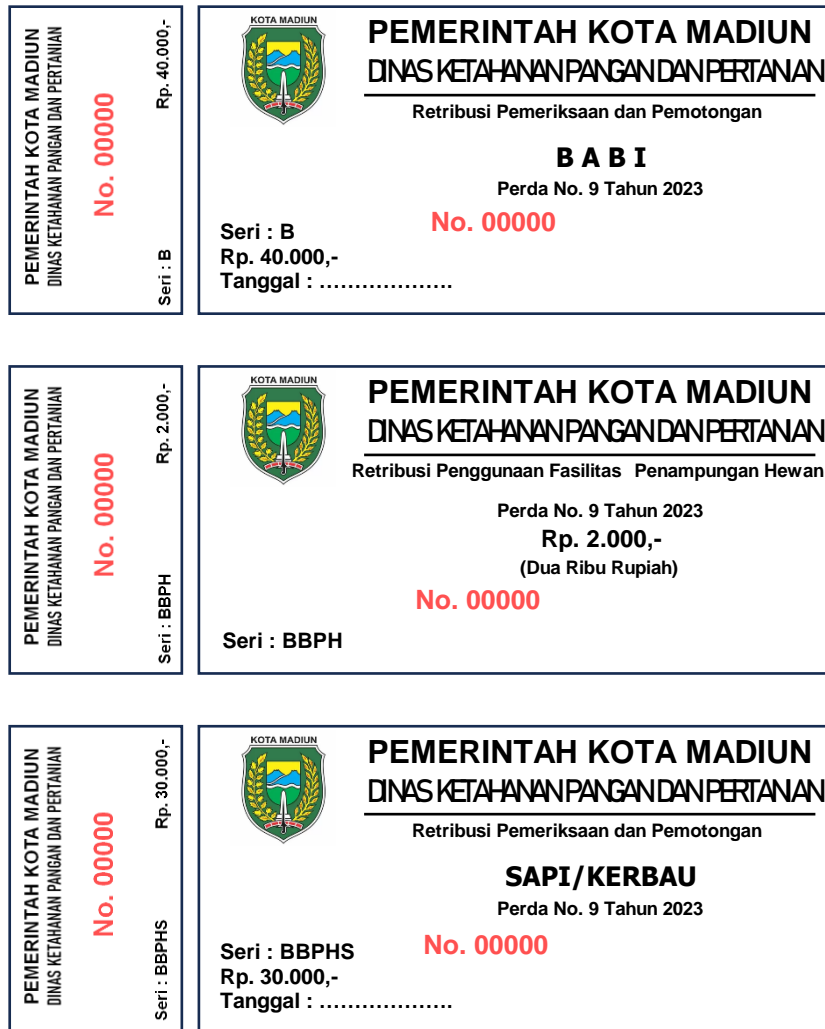 PEMERINTAH KOTA MADIUN
DINAS KETAHANAN PANGAN DAN PERTANIAN
No. 00000
Seri : B
Rp. 40.000,-
KOTA MADIUN
PEMERINTAH KOTA MADIUN
DINAS KETAHANAN PANGAN DAN PERTANIAN
Retribusi Pemeriksaan dan Pemotongan
B A B I
Perda No. 9 Tahun 2023
No. 00000
Seri : B
Rp. 40.000,-
Tanggal : ……………….
PEMERINTAH KOTA MADIUN
DINAS KETAHANAN PANGAN DAN PERTANIAN
No. 00000
Seri : BBPH
Rp. 2.000,-
KOTA MADIUN
PEMERINTAH KOTA MADIUN
DINAS KETAHANAN PANGAN DAN PERTANIAN
Retribusi Penggunaan Fasilitas Penampungan Hewan
Perda No. 9 Tahun 2023
Rp. 2.000,-
(Dua Ribu Rupiah)
No. 00000
Seri : BBPH
PEMERINTAH KOTA MADIUN
DINAS KETAHANAN PANGAN DAN PERTANIAN
No. 00000
Seri : BBPHS
Rp. 30.000,-
KOTA MADIUN
PEMERINTAH KOTA MADIUN
DINAS KETAHANAN PANGAN DAN PERTANIAN
Retribusi Pemeriksaan dan Pemotongan
SAPI/KERBAU
Perda No. 9 Tahun 2023
No. 00000
Seri : BBPHS
Rp. 30.000,-
Tanggal : ……………….